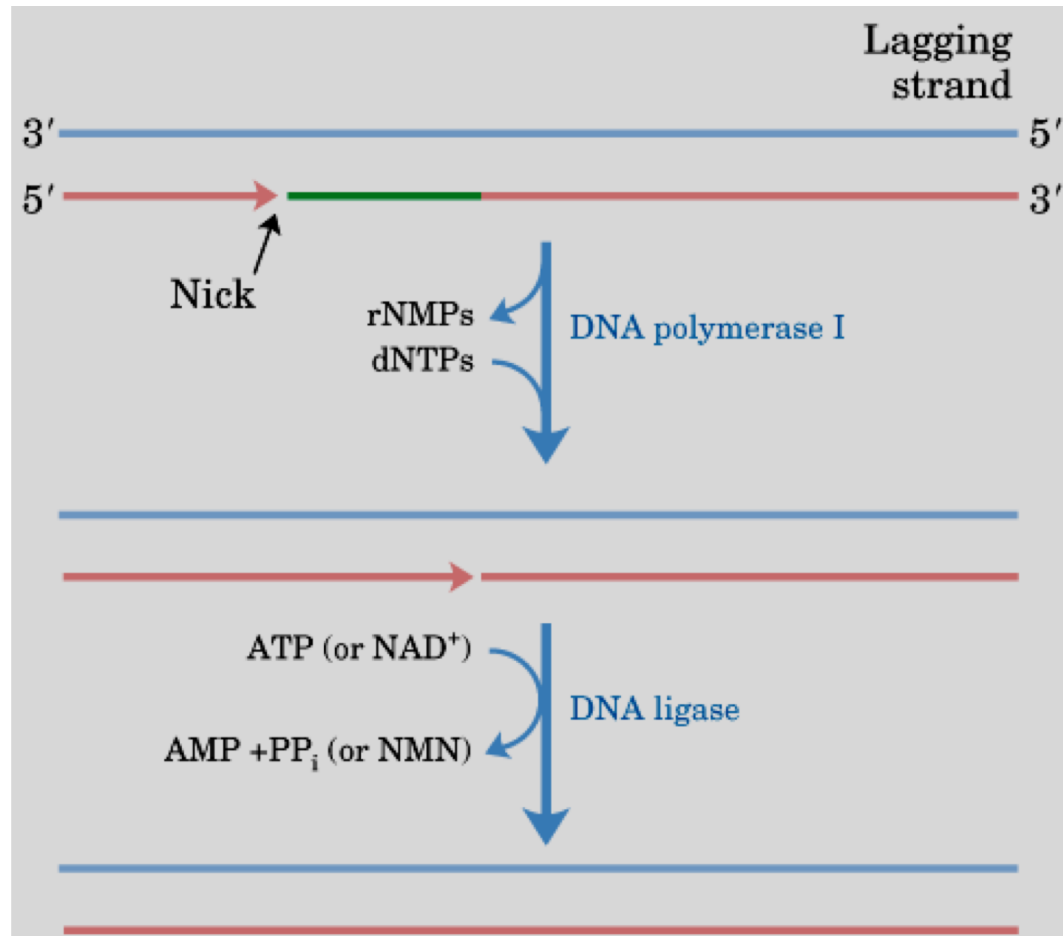 Lagging
strand
3′ 5′
5′ 3′
Nick
rNMPs
DNA polymerase I
dNTPs
ATP (or NAD⁺)
DNA ligase
AMP +PPᵢ (or NMN)